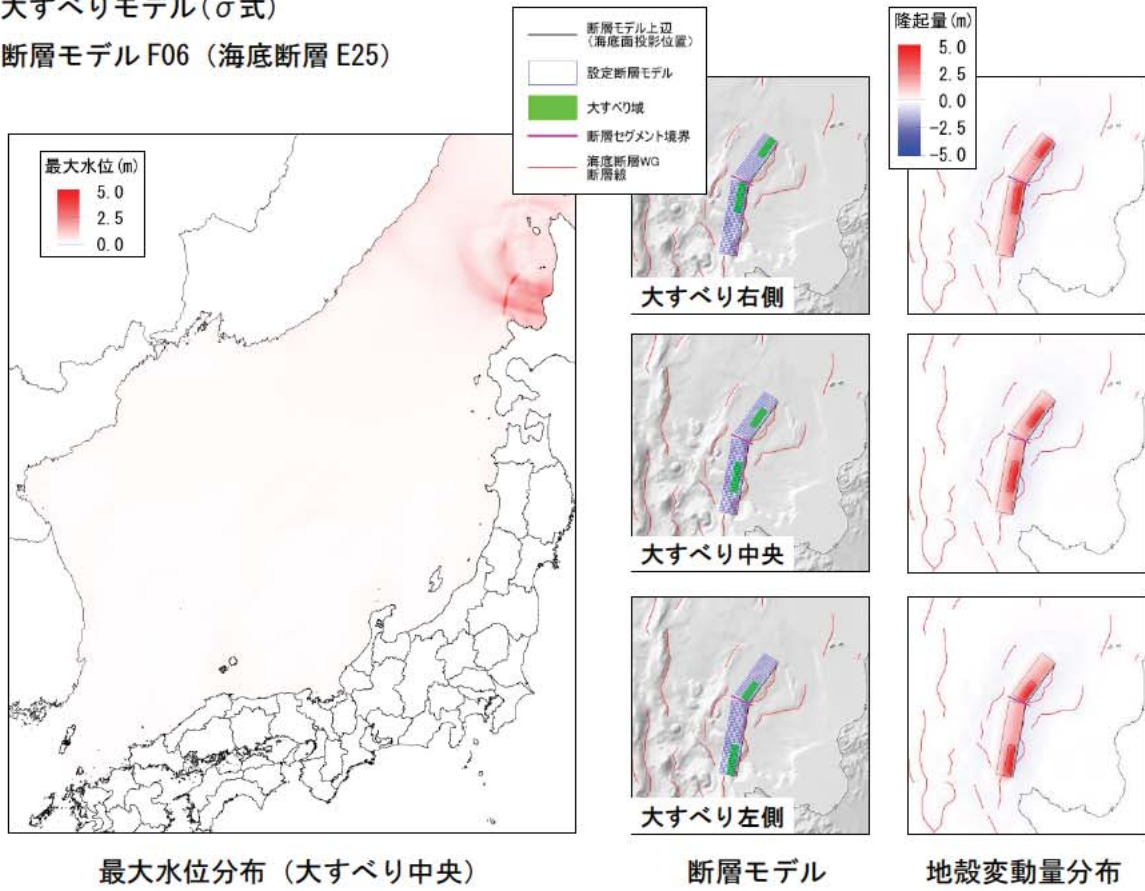 大すべりモデル(σ式)
断層モデル F06（海底断層 E25）
断層モデル上辺
（海底面投影位置）
設定断層モデル
大すべり域
断層セグメント境界
海底断層WG
断層線
隆起量(m)
5.0
2.5
0.0
-2.5
-5.0
最大水位(m)
5.0
2.5
0.0
大すべり右側
大すべり中央
大すべり左側
最大水位分布（大すべり中央）
断層モデル
地殻変動量分布